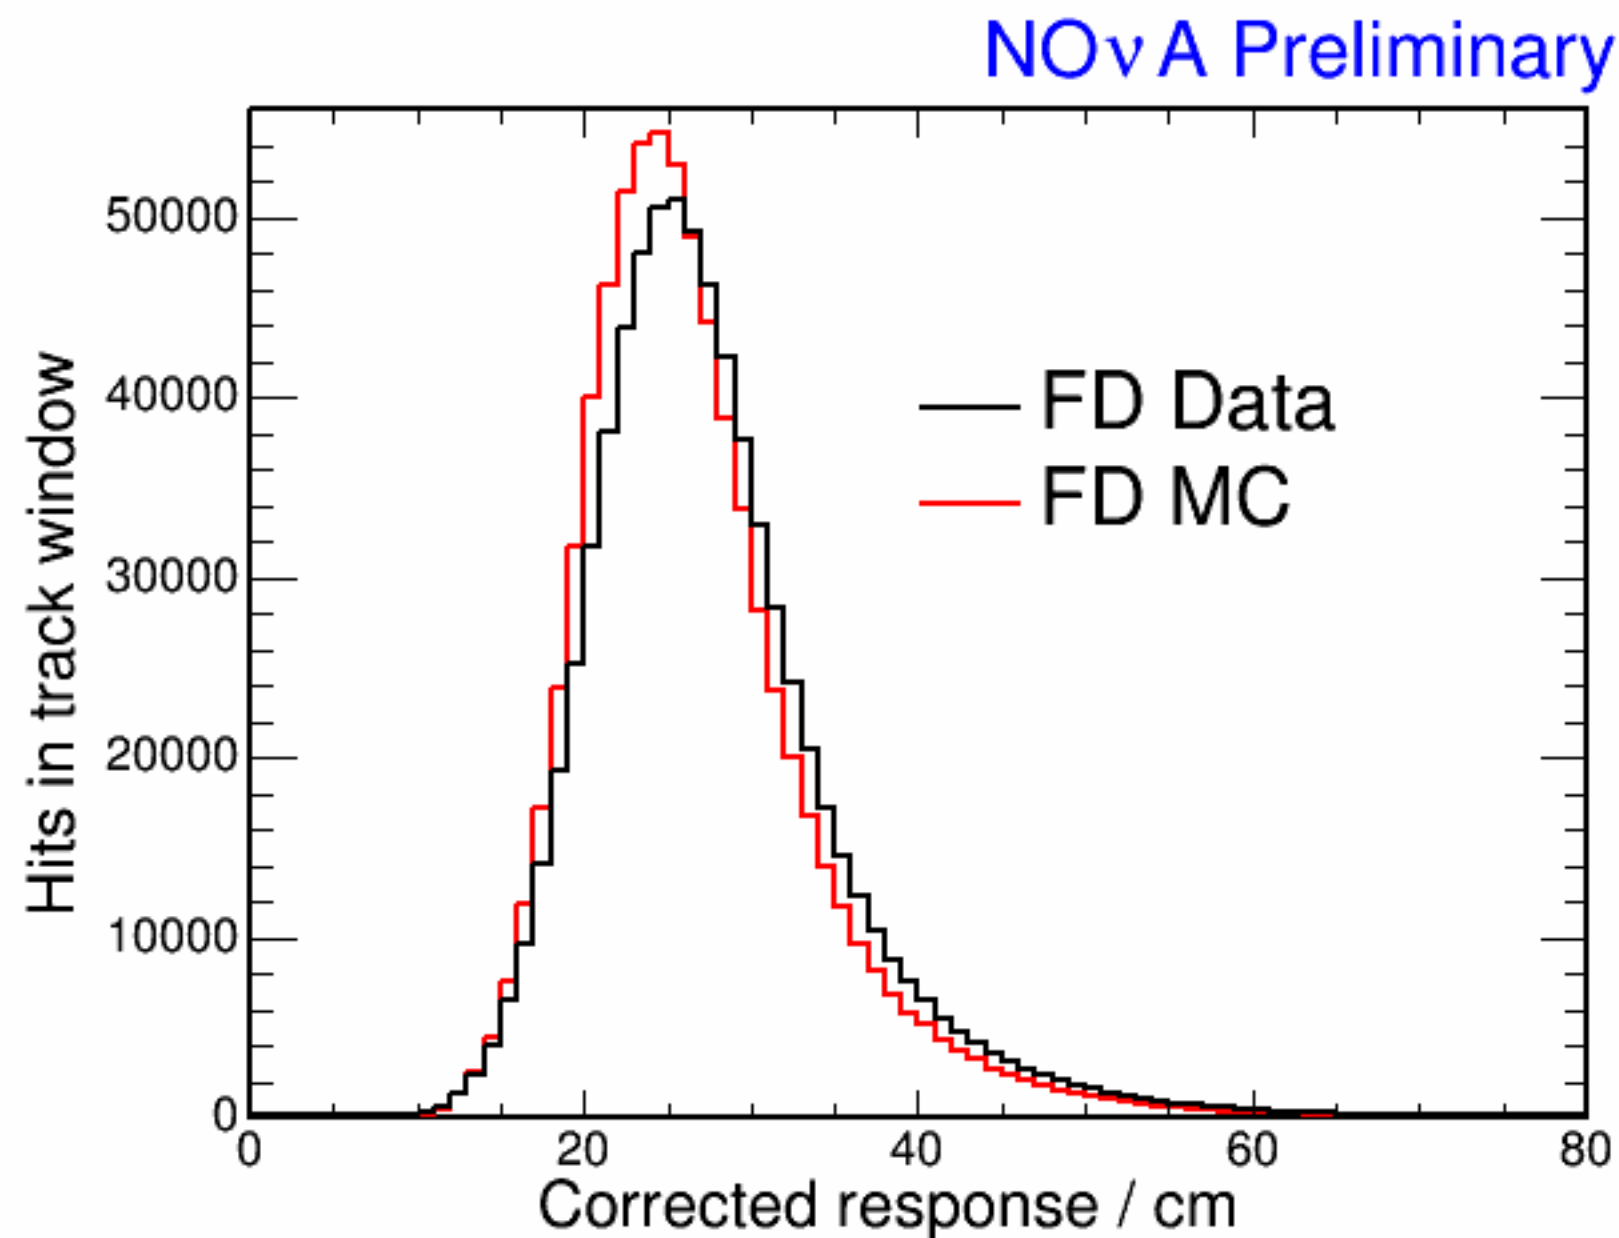 NOνA Preliminary
Hits in track window
50000
40000
30000
20000
10000
0
FD Data
FD MC
0 20 40 60 80
Corrected response / cm